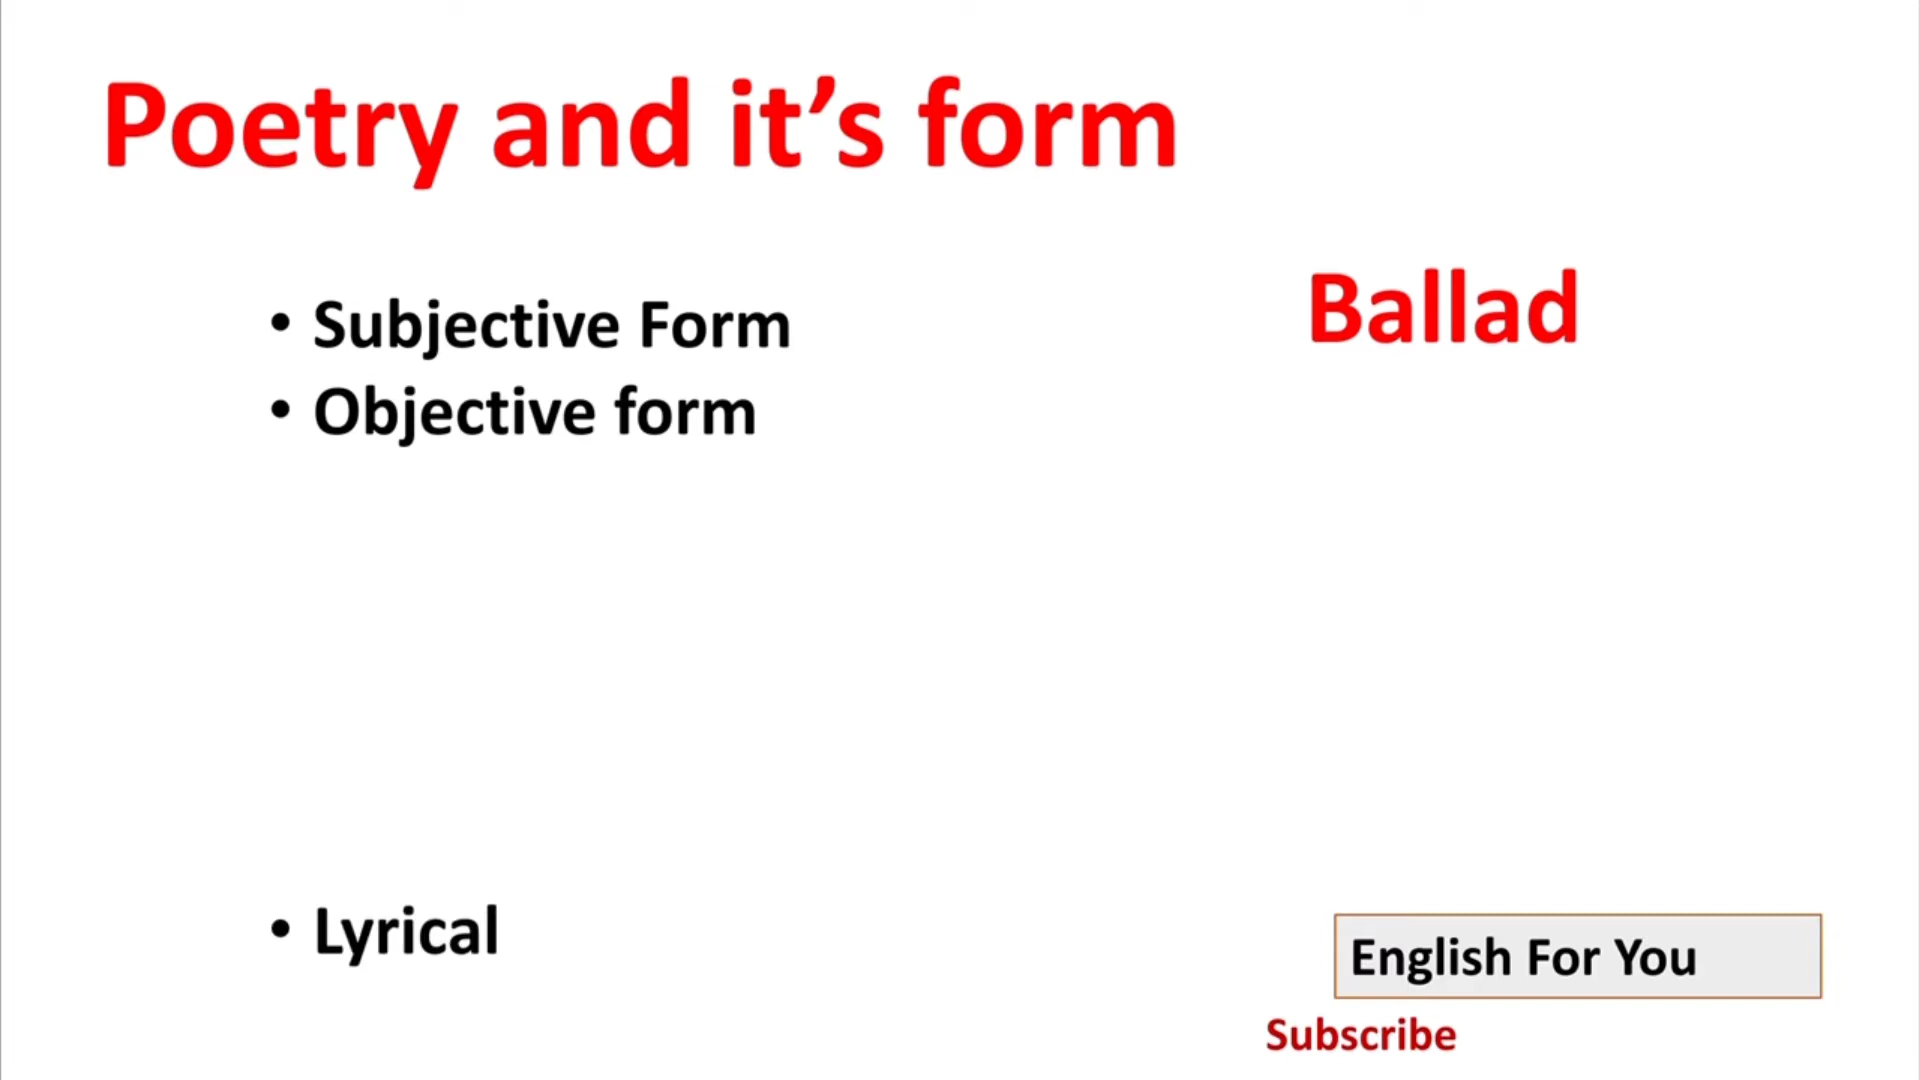 Poetry and it’s form
• Subjective Form
• Objective form
Ballad
• Lyrical
English For You
Subscribe